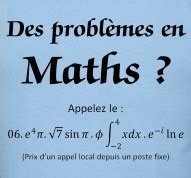 Des problèmes en
Maths ?
Appelez le :
06. e⁴π. √7 sin π . ϕ ∫₋₂⁴ xdx . e⁻ⁱ ln e
(Prix d'un appel local depuis un poste fixe)